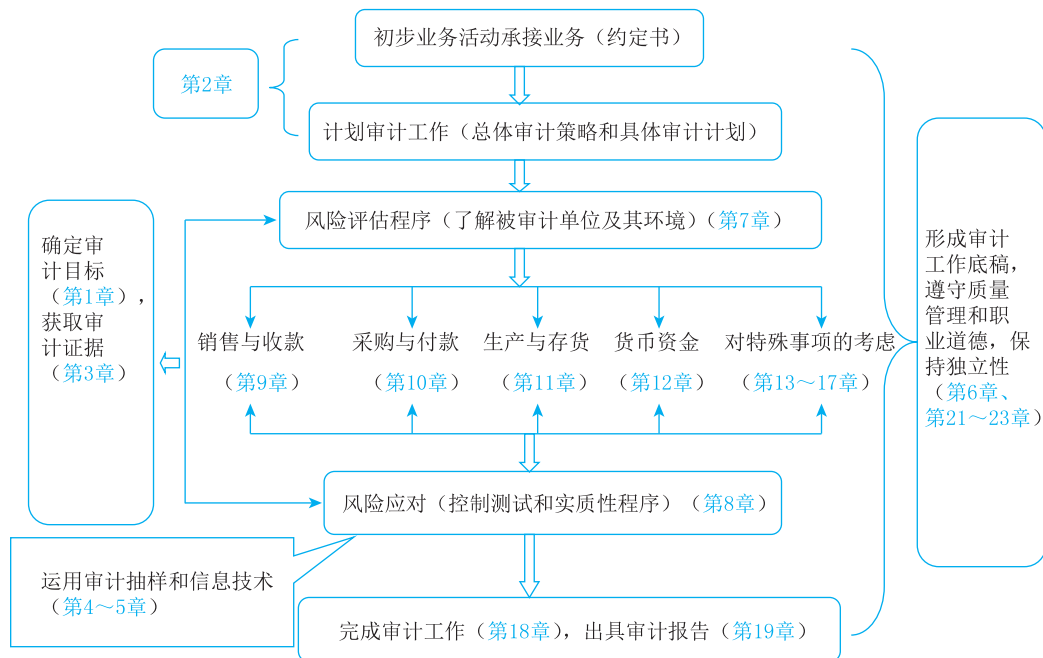 初步业务活动承接业务（约定书）
第2章
计划审计工作（总体审计策略和具体审计计划）
风险评估程序（了解被审计单位及其环境）（第7章）
确定审
计目标
（第1章），
获取审
计证据
（第3章）
销售与收款
（第9章）
采购与付款
（第10章）
生产与存货
（第11章）
货币资金
（第12章）
对特殊事项的考虑
（第13～17章）
形成审计
工作底稿，
遵守质量
管理和职
业道德，保
持独立性
（第6章、
第21～23章）
风险应对（控制测试和实质性程序）（第8章）
运用审计抽样和信息技术
（第4～5章）
完成审计工作（第18章），出具审计报告（第19章）